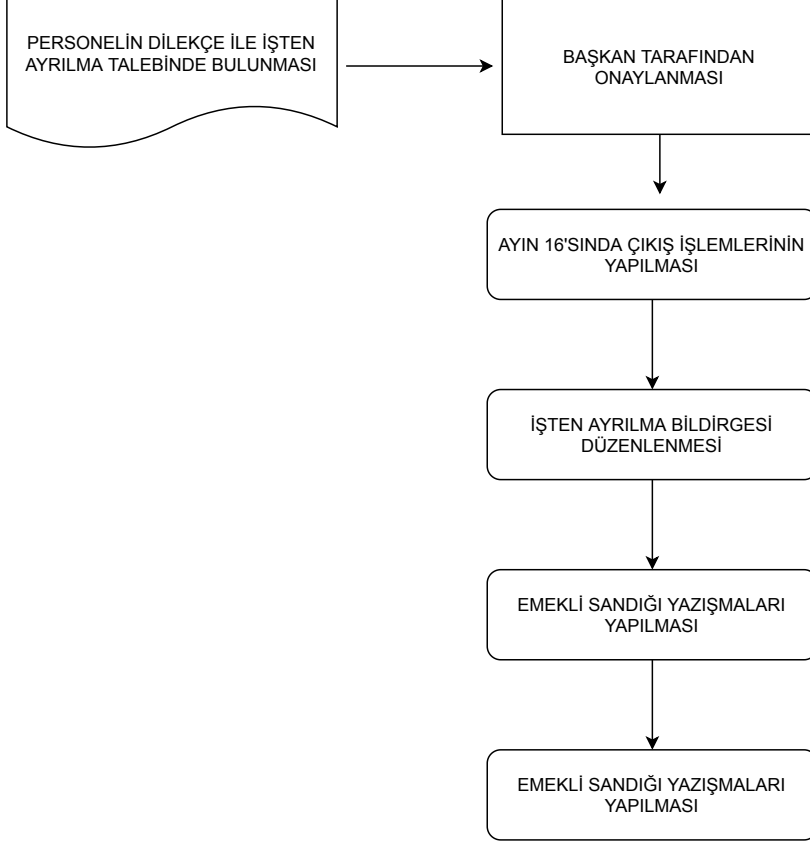 PERSONELİN DİLEKÇE İLE İŞTEN
AYRILMA TALEBİNDE BULUNMASI
BAŞKAN TARAFINDAN
ONAYLANMASI
AYIN 16'SINDA ÇIKIŞ İŞLEMLERİNİN
YAPILMASI
İŞTEN AYRILMA BİLDİRGESİ
DÜZENLENMESİ
EMEKLİ SANDIĞI YAZIŞMALARI
YAPILMASI
EMEKLİ SANDIĞI YAZIŞMALARI
YAPILMASI